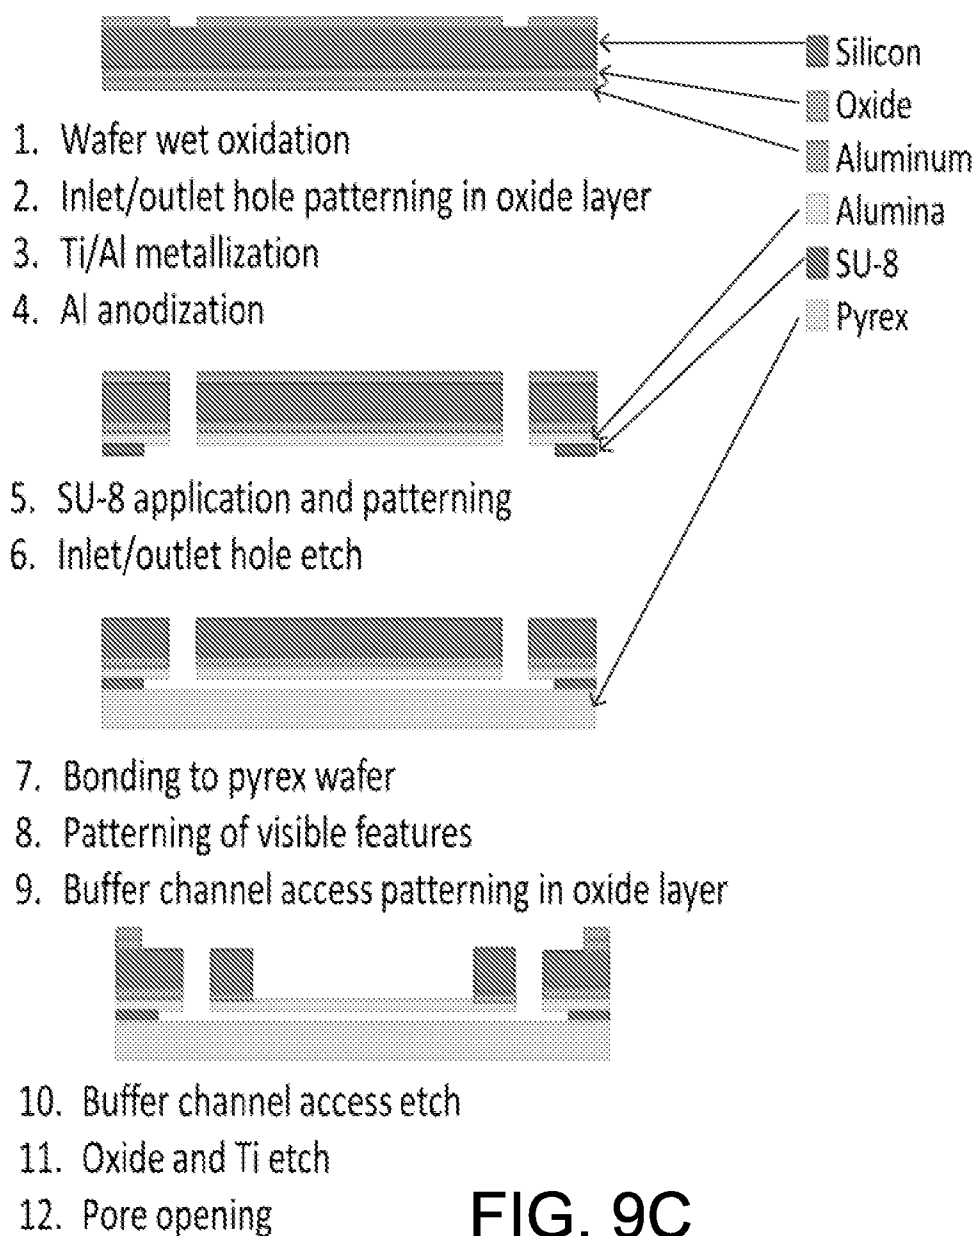 Silicon
Oxide
Aluminum
Alumina
SU-8
Pyrex
1. Wafer wet oxidation
2. Inlet/outlet hole patterning in oxide layer
3. Ti/Al metallization
4. Al anodization
5. SU-8 application and patterning
6. Inlet/outlet hole etch
7. Bonding to pyrex wafer
8. Patterning of visible features
9. Buffer channel access patterning in oxide layer
10. Buffer channel access etch
11. Oxide and Ti etch
12. Pore opening
FIG. 9C